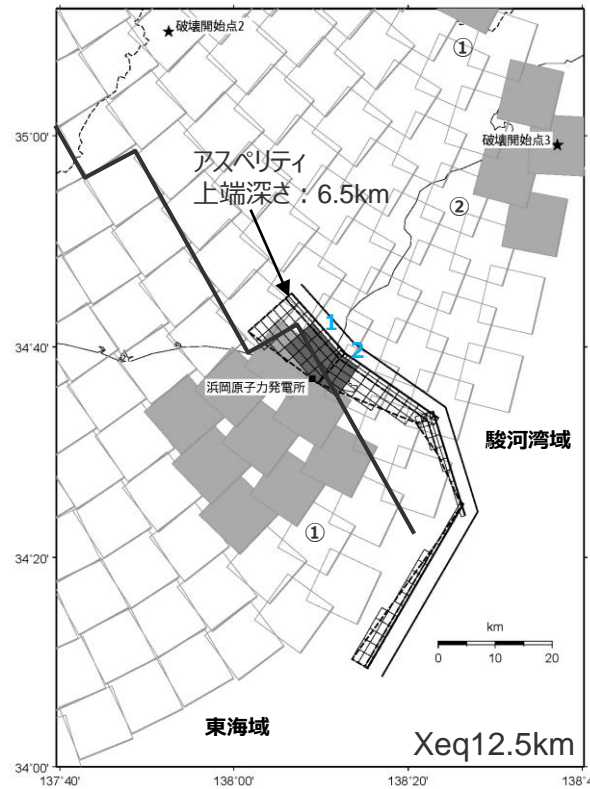 ★破壊開始点2
①
35°00'
破壊開始点3★
アスペリティ
上端深さ：6.5km
②
1
34°40'
2
浜岡原子力発電所
駿河湾域
①
34°20'
km
0 10 20
東海域
Xeq12.5km
34°00'
137°40' 138°00' 138°20' 138°4